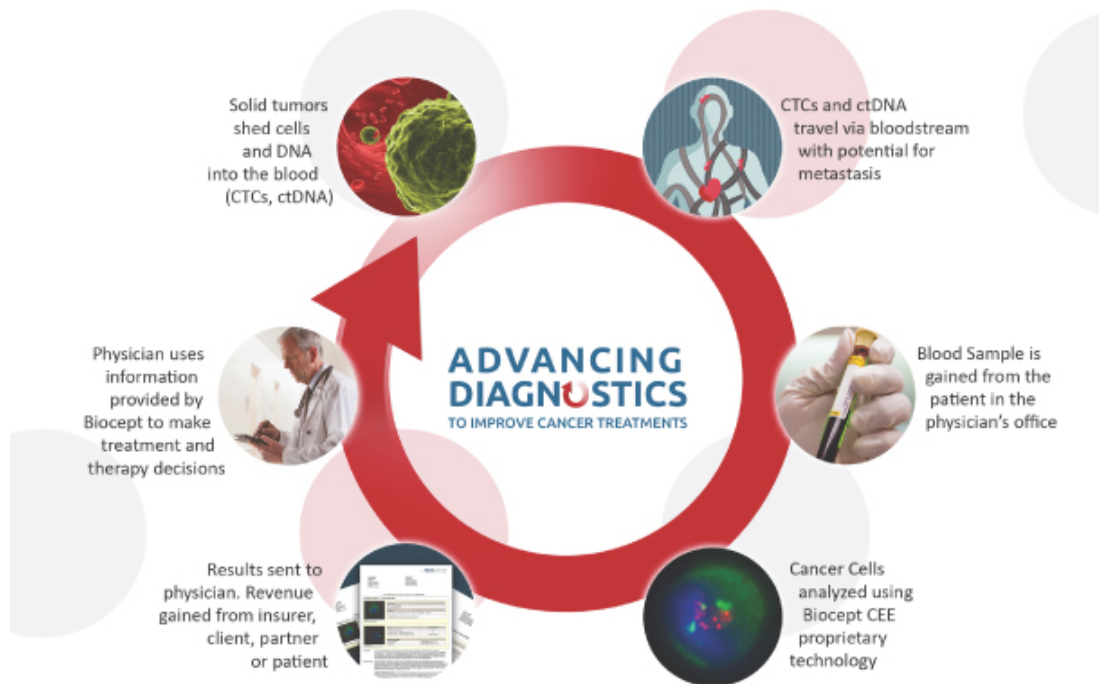 Solid tumors
shed cells
and DNA
into the blood
(CTCs, ctDNA)
CTCs and ctDNA
travel via bloodstream
with potential for
metastasis
Physician uses
information
provided by
Biocept to make
treatment and
therapy decisions
ADVANCING
DIAGNOSTICS
TO IMPROVE CANCER TREATMENTS
Blood Sample is
gained from the
patient in the
physician's office
Results sent to
physician. Revenue
gained from insurer,
client, partner
or patient
Cancer Cells
analyzed using
Biocept CEE
proprietary
technology